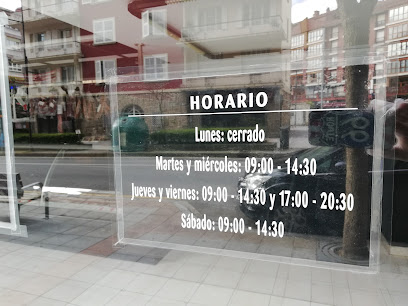 HORARIO
Lunes: cerrado
Martes y miércoles: 09:00 - 14:30
Jueves y viernes: 09:00 - 14:30 y 17:00 - 20:30
Sábado: 09:00 - 14:30